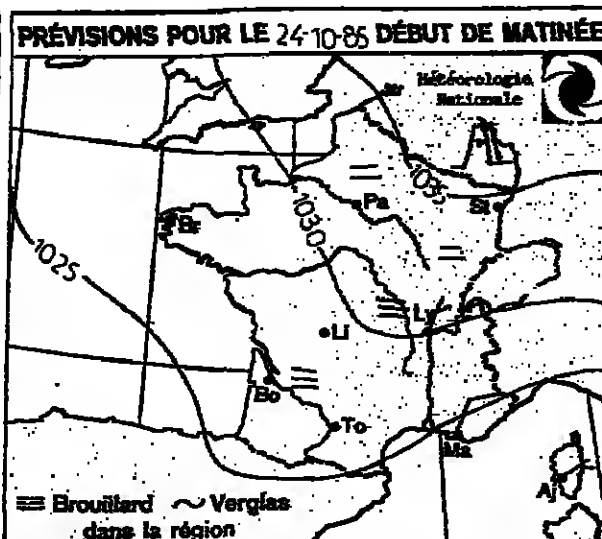 PRÉVISIONS POUR LE 24-10-85 DÉBUT DE MATINÉE
Météorologie
Nationale
1035
Pa
St
1030
Br
1025
Ly
Li
Bo
To
Ma
Aj
Brouillard Verglas
dans la région